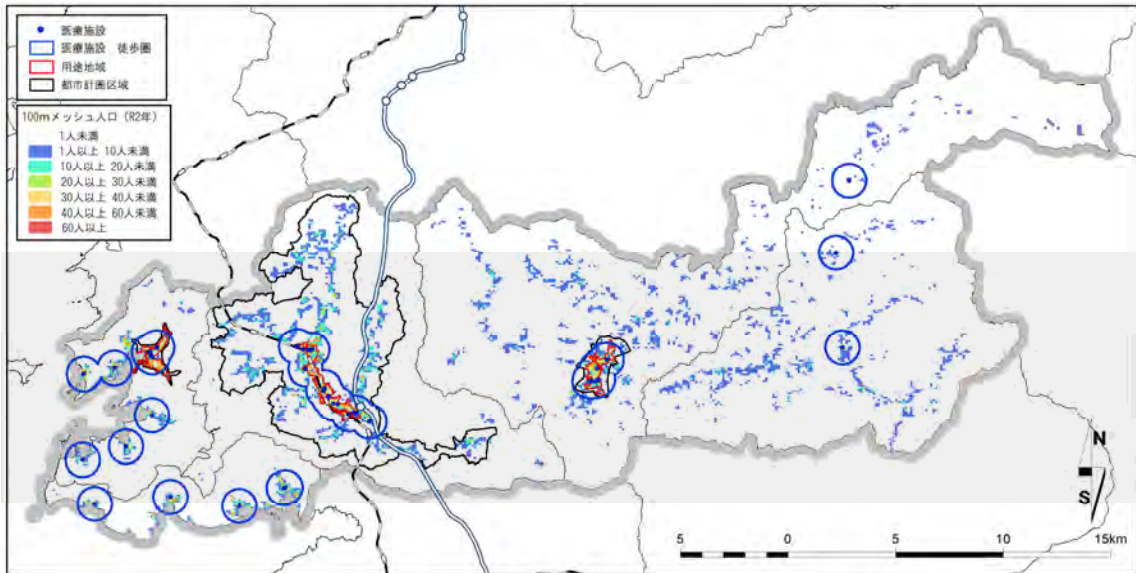 医療施設
医療施設 徒歩圏
用途地域
都市計画区域
100mメッシュ人口（R2年）
1人未満
1人以上 10人未満
10人以上 20人未満
20人以上 30人未満
30人以上 40人未満
40人以上 60人未満
60人以上
N
S
5 0 5 10 15km